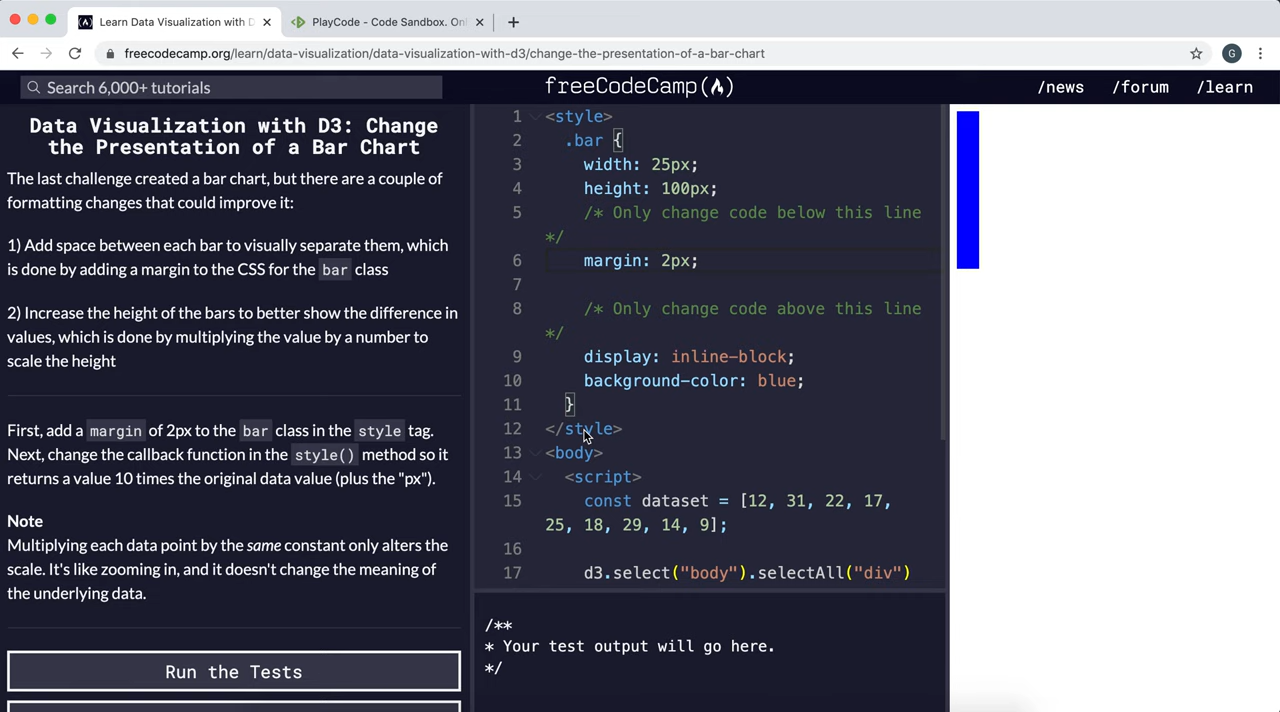 Learn Data Visualization with D
PlayCode - Code Sandbox. Onl
freecodecamp.org/learn/data-visualization/data-visualization-with-d3/change-the-presentation-of-a-bar-chart
G
Search 6,000+ tutorials
freeCodeCamp(🔥)
/news
/forum
/learn
Data Visualization with D3: Change
the Presentation of a Bar Chart
The last challenge created a bar chart, but there are a couple of
formatting changes that could improve it:
1) Add space between each bar to visually separate them, which
is done by adding a margin to the CSS for the bar class
2) Increase the height of the bars to better show the difference in
values, which is done by multiplying the value by a number to
scale the height
First, add a margin of 2px to the bar class in the style tag.
Next, change the callback function in the style() method so it
returns a value 10 times the original data value (plus the "px").
Note
Multiplying each data point by the same constant only alters the
scale. It's like zooming in, and it doesn't change the meaning of
the underlying data.
Run the Tests
1 <style>
2 .bar {
3 width: 25px;
4 height: 100px;
5 /* Only change code below this line
*/
6 margin: 2px;
7
8 /* Only change code above this line
*/
9 display: inline-block;
10 background-color: blue;
11 }
12 </style>
13 <body>
14 <script>
15 const dataset = [12, 31, 22, 17,
25, 18, 29, 14, 9];
16
17 d3.select("body").selectAll("div")
/**
* Your test output will go here.
*/